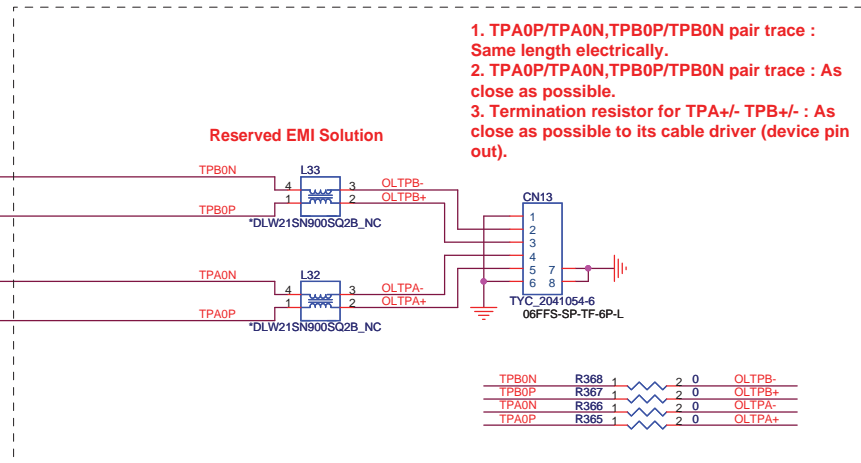 1. TPA0P/TPA0N,TPB0P/TPB0N pair trace :
Same length electrically.
2. TPA0P/TPA0N,TPB0P/TPB0N pair trace : As
close as possible.
3. Termination resistor for TPA+/- TPB+/- : As
close as possible to its cable driver (device pin
out).
Reserved EMI Solution
TPB0N
L33
4 3 OLTPB-
1 2 OLTPB+
TPB0P
*DLW21SN900SQ2B_NC
CN13
1
2
3
4
5 7
6 8
TYC_2041054-6
06FFS-SP-TF-6P-L
TPA0N
L32
4 3 OLTPA-
1 2 OLTPA+
TPA0P
*DLW21SN900SQ2B_NC
TPB0N R368 1 2 0 OLTPB-
TPB0P R367 1 2 0 OLTPB+
TPA0N R366 1 2 0 OLTPA-
TPA0P R365 1 2 0 OLTPA+